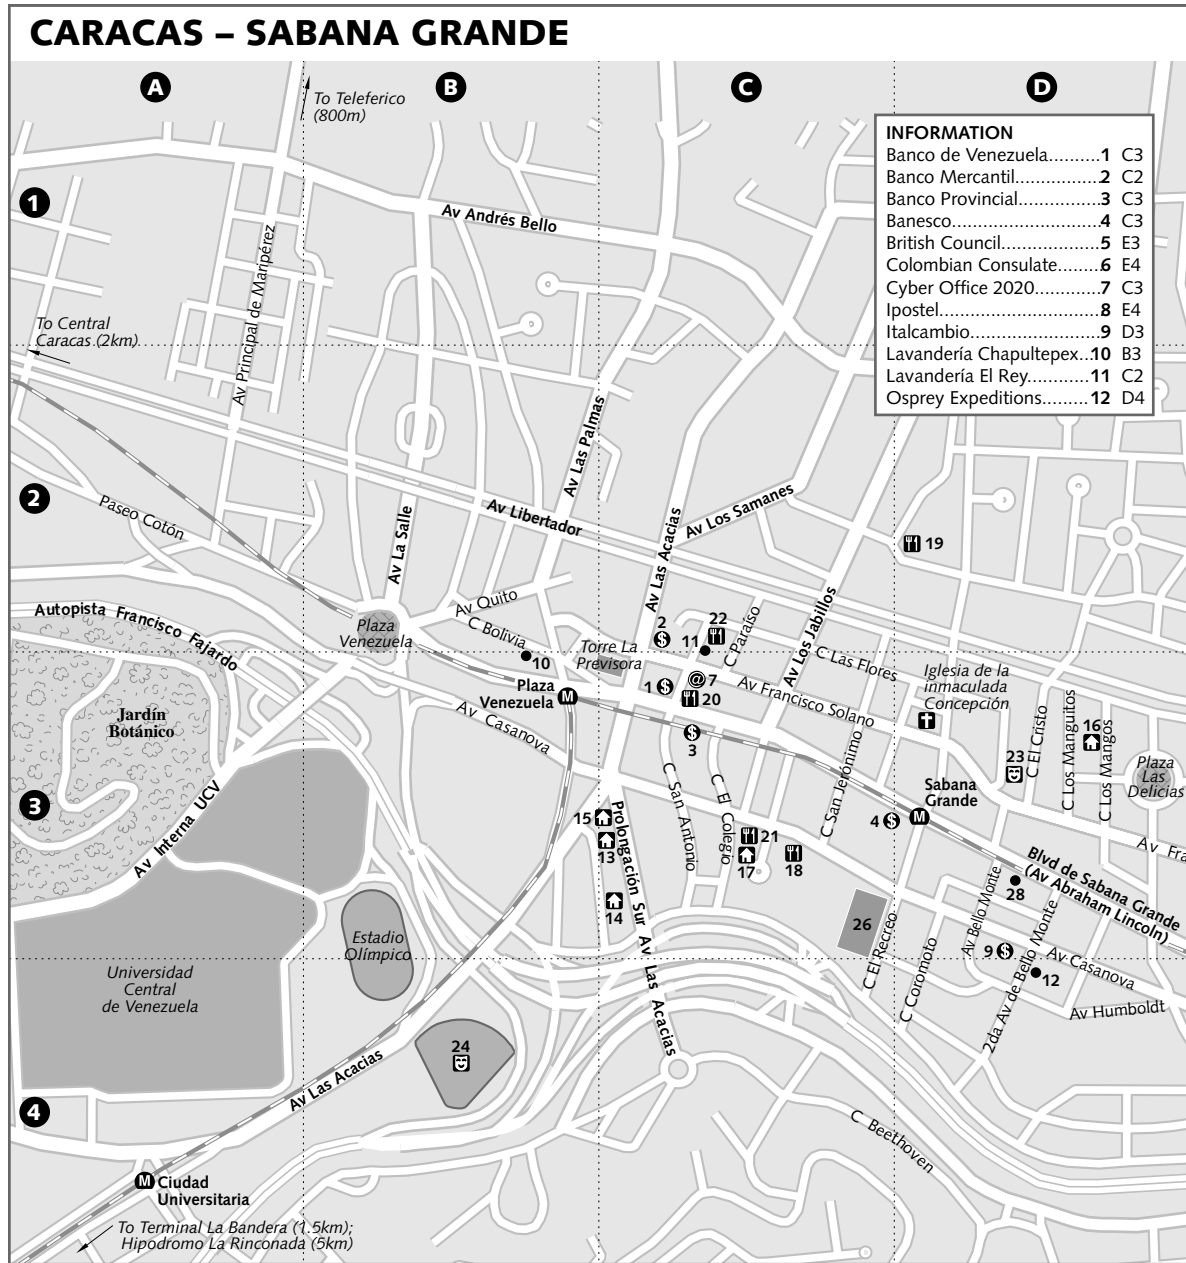 CARACAS – SABANA GRANDE
A
B
C
D
To Teleferico
(800m)
INFORMATION
Banco de Venezuela..........1 C3
Banco Mercantil................2 C2
Banco Provincial................3 C3
Banesco............................4 C3
British Council...................5 E3
Colombian Consulate........6 E4
Cyber Office 2020.............7 C3
Ipostel..............................8 E4
Italcambio.........................9 D3
Lavandería Chapultepex..10 B3
Lavandería El Rey............11 C2
Osprey Expeditions.........12 D4
1
Av Andrés Bello
Av Principal de Maripérez
To Central
Caracas (2km)
Av Las Palmas
2
Paseo Cotón
Av La Salle
Av Libertador
Av Las Acacias
Av Los Samanes
19
Autopista Francisco Fajardo
Plaza
Venezuela
Av Quito
C Bolivia
10
Torre La
Previsora
2
11
22
C Paraíso
Av Los Jabillos
C Las Flores
Iglesia de la
inmaculada
Concepción
Plaza
Venezuela
M
1
7
20
3
Av Francisco Solano
Jardín
Botánico
Av Casanova
C San Jerónimo
C El Cristo
C Los Manguitos
16
C Los Mangos
23
Plaza
Las
Delicias
3
Av Interna UCV
15
13
14
Prolongación Sur Av Las Acacias
C San Antonio
C El Colegio
21
17
18
4
Sabana
Grande
M
Av Fra
Blvd de Sabana Grande
(Av Abraham Lincoln)
28
Av Bello Monte
26
C El Recreo
C Coromoto
9
12
2da Av de Bello Monte
Av Casanova
Av Humboldt
Estadio
Olímpico
Universidad
Central
de Venezuela
24
Av Las Acacias
4
C Beethoven
M
Ciudad
Universitaria
To Terminal La Bandera (1.5km);
Hipódromo La Rinconada (5km)